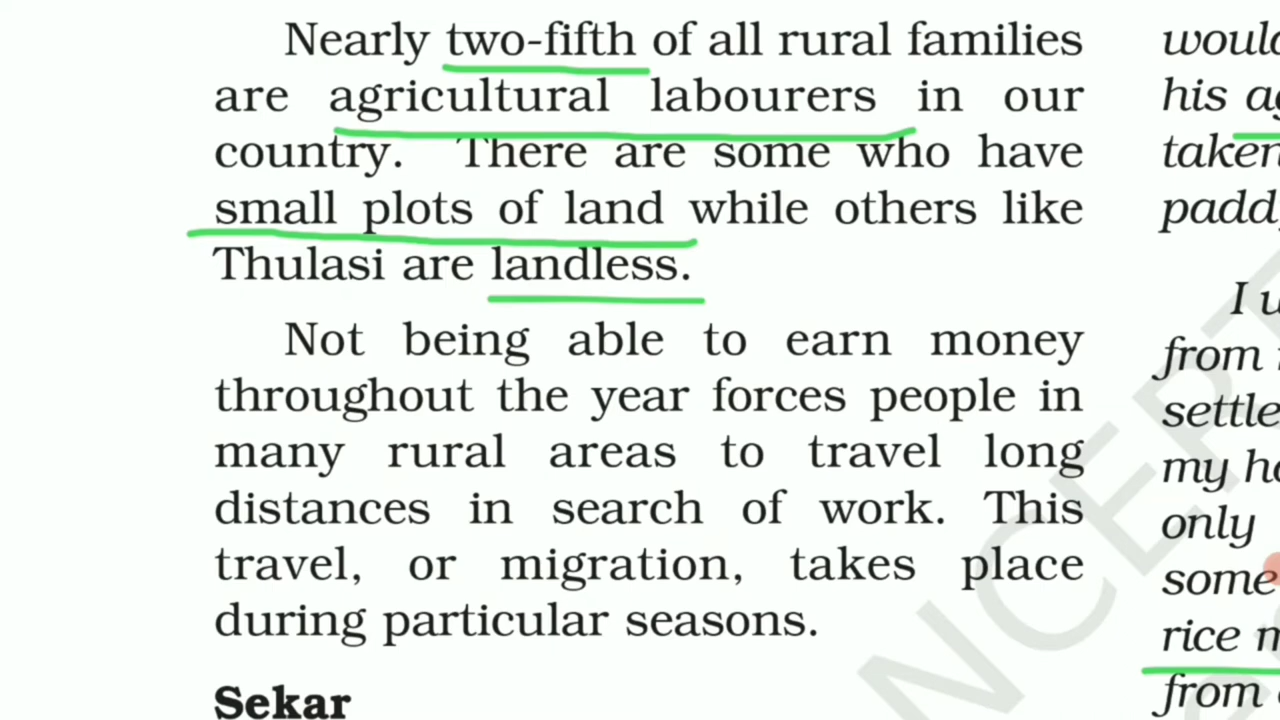 Nearly two-fifth of all rural families
are agricultural labourers in our
country. There are some who have
small plots of land while others like
Thulasi are landless.
Not being able to earn money
throughout the year forces people in
many rural areas to travel long
distances in search of work. This
travel, or migration, takes place
during particular seasons.
Sekar
his
taken
I
from
settle
my
only
some
rice
from